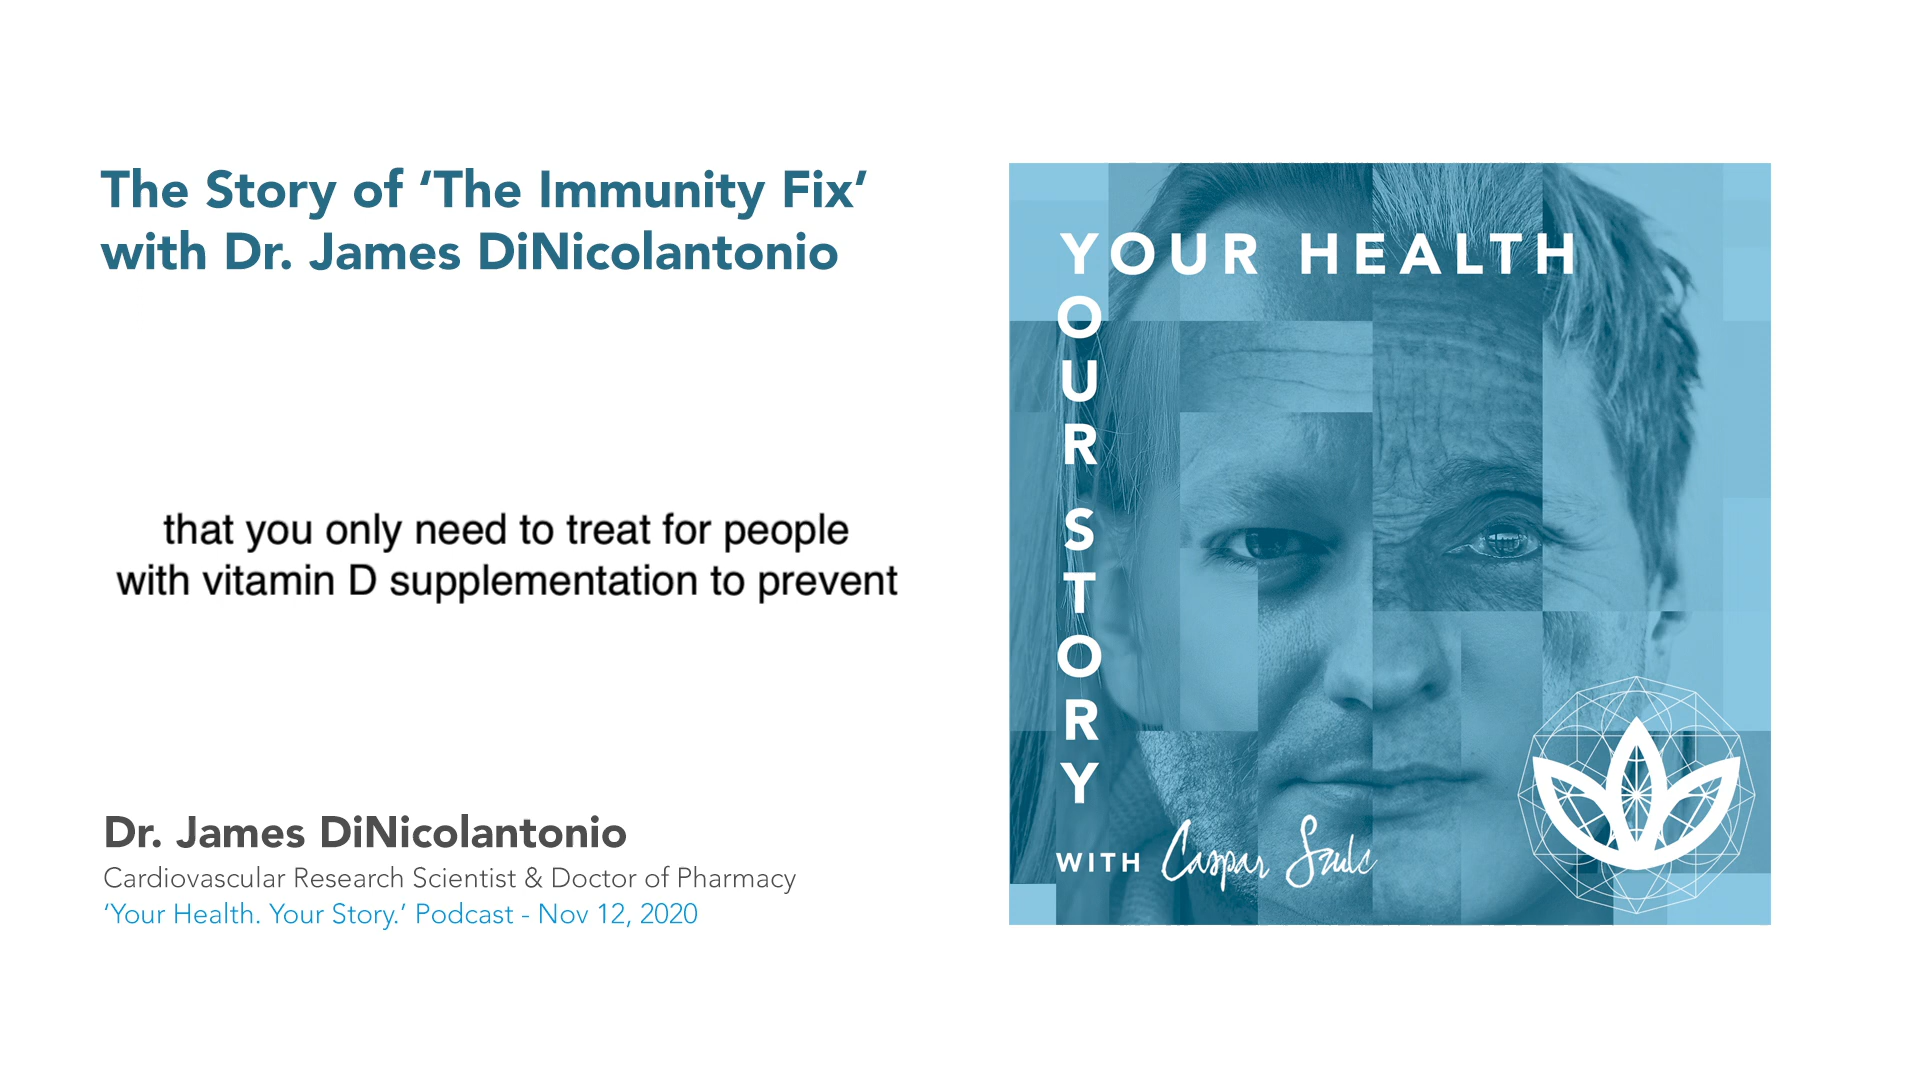 The Story of ‘The Immunity Fix’
with Dr. James DiNicolantonio
that you only need to treat for people
with vitamin D supplementation to prevent
Dr. James DiNicolantonio
Cardiovascular Research Scientist & Doctor of Pharmacy
‘Your Health. Your Story.’ Podcast - Nov 12, 2020
YOUR HEALTH
YOUR STORY
WITH Caspar Szulc